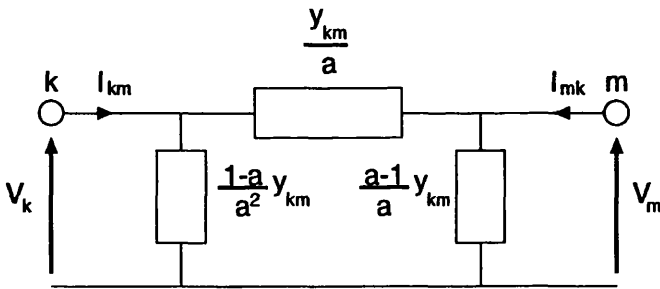 y_km
a
k I_km I_mk m
1-a
a² y_km
a-1
a y_km
V_k V_m